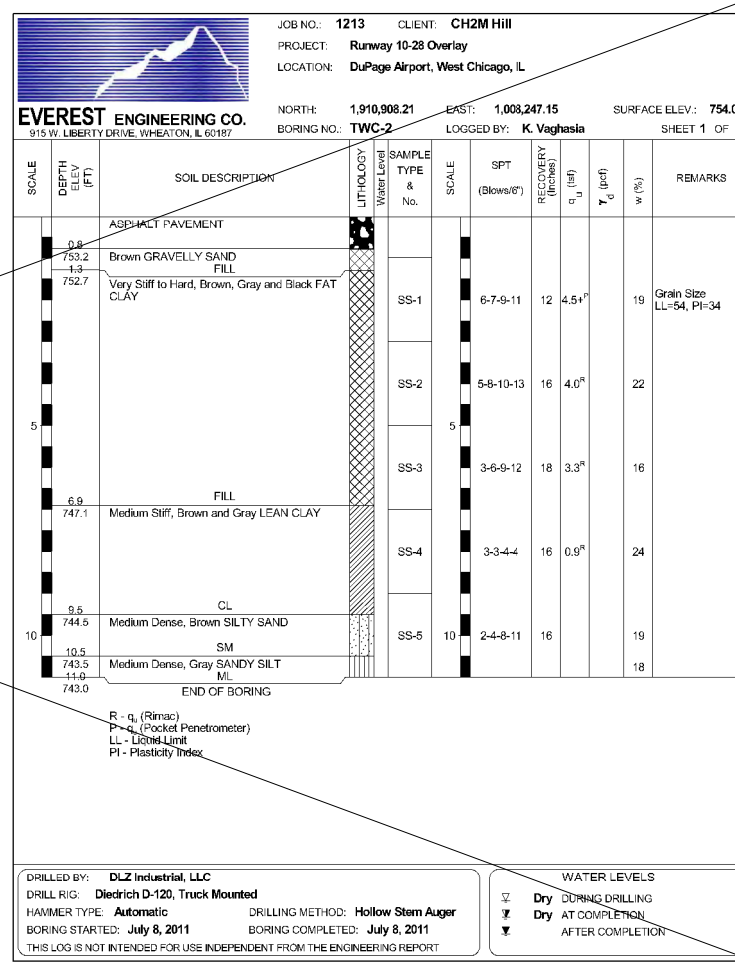 JOB NO.: 1213 CLIENT: CH2M Hill
PROJECT: Runway 10-28 Overlay
LOCATION: DuPage Airport, West Chicago, IL
NORTH: 1,910,908.21 EAST: 1,008,247.15 SURFACE ELEV.: 754.0
EVEREST ENGINEERING CO.
915 W. LIBERTY DRIVE, WHEATON, IL 60187
BORING NO.: TWC-2 LOGGED BY: K. Vaghasia SHEET 1 OF
SCALE DEPTH ELEV (FT) SOIL DESCRIPTION LITHOLOGY Water Level SAMPLE TYPE & No. SCALE SPT (Blows/6") RECOVERY (Inches) qu (tsf) γd (pcf) w (%) REMARKS
ASPHALT PAVEMENT
0.8
753.2 Brown GRAVELLY SAND
1.3 FILL
752.7 Very Stiff to Hard, Brown, Gray and Black FAT
CLAY
SS-1 6-7-9-11 12 4.5+P 19 Grain Size
LL=54, PI=34
SS-2 5-8-10-13 16 4.0R 22
5 5
SS-3 3-6-9-12 18 3.3R 16
6.9 FILL
747.1 Medium Stiff, Brown and Gray LEAN CLAY
SS-4 3-3-4-4 16 0.9R 24
9.5 CL
744.5 Medium Dense, Brown SILTY SAND
10 SS-5 10 2-4-8-11 16 19
10.5 SM
743.5 Medium Dense, Gray SANDY SILT 18
11.0 ML
743.0 END OF BORING
R - qu (Rimac)
P - qu (Pocket Penetrometer)
LL - Liquid Limit
PI - Plasticity Index
DRILLED BY: DLZ Industrial, LLC
DRILL RIG: Diedrich D-120, Truck Mounted
HAMMER TYPE: Automatic DRILLING METHOD: Hollow Stem Auger
BORING STARTED: July 8, 2011 BORING COMPLETED: July 8, 2011
THIS LOG IS NOT INTENDED FOR USE INDEPENDENT FROM THE ENGINEERING REPORT
WATER LEVELS
Dry DURING DRILLING
Dry AT COMPLETION
AFTER COMPLETION